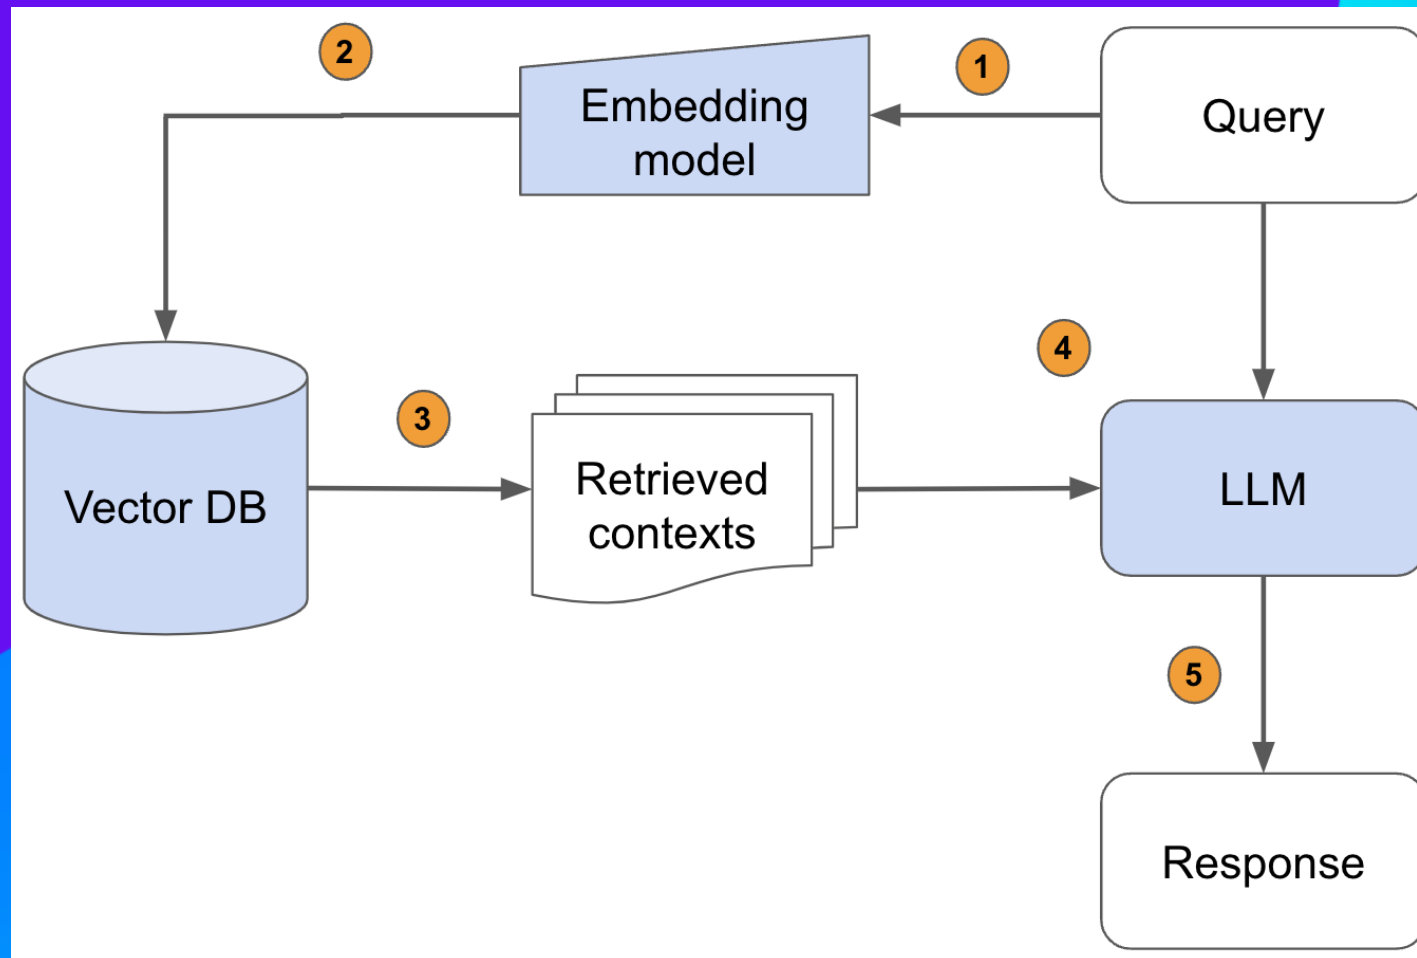 2
1
Embedding
model
Query
4
3
Vector DB
Retrieved
contexts
LLM
5
Response